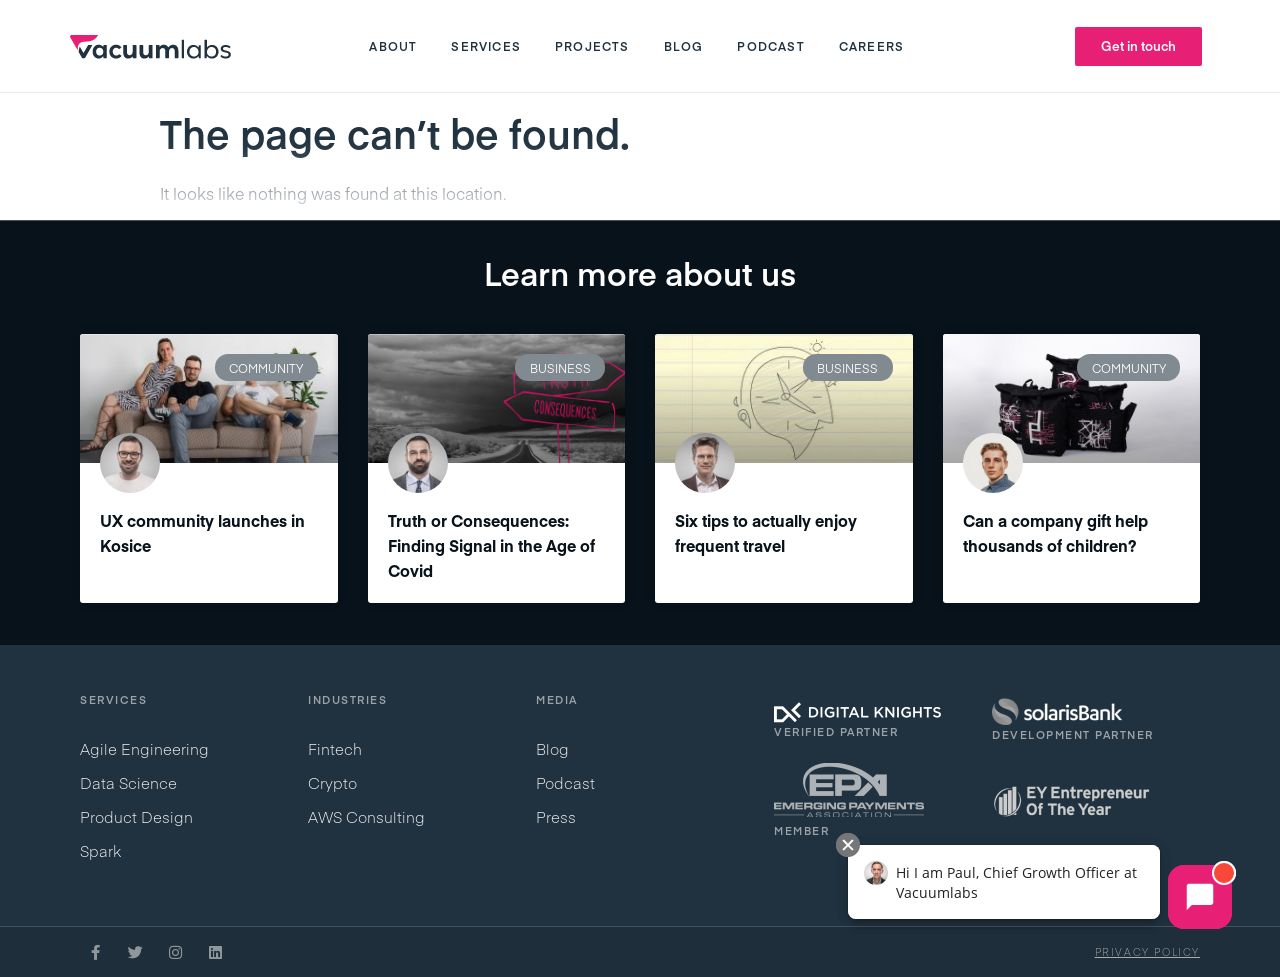 vacuumlabs
ABOUT
SERVICES
PROJECTS
BLOG
PODCAST
CAREERS
Get in touch
The page can’t be found.
It looks like nothing was found at this location.
Learn more about us
COMMUNITY
UX community launches in
Kosice
BUSINESS
TRUTH
CONSEQUENCES
Truth or Consequences:
Finding Signal in the Age of
Covid
BUSINESS
Six tips to actually enjoy
frequent travel
COMMUNITY
Can a company gift help
thousands of children?
SERVICES
Agile Engineering
Data Science
Product Design
Spark
INDUSTRIES
Fintech
Crypto
AWS Consulting
MEDIA
Blog
Podcast
Press
DIGITAL KNIGHTS
VERIFIED PARTNER
solarisBank
DEVELOPMENT PARTNER
EPA
EMERGING PAYMENTS
ASSOCIATION
MEMBER
EY Entrepreneur
Of The Year
Hi I am Paul, Chief Growth Officer at
Vacuumlabs
PRIVACY POLICY